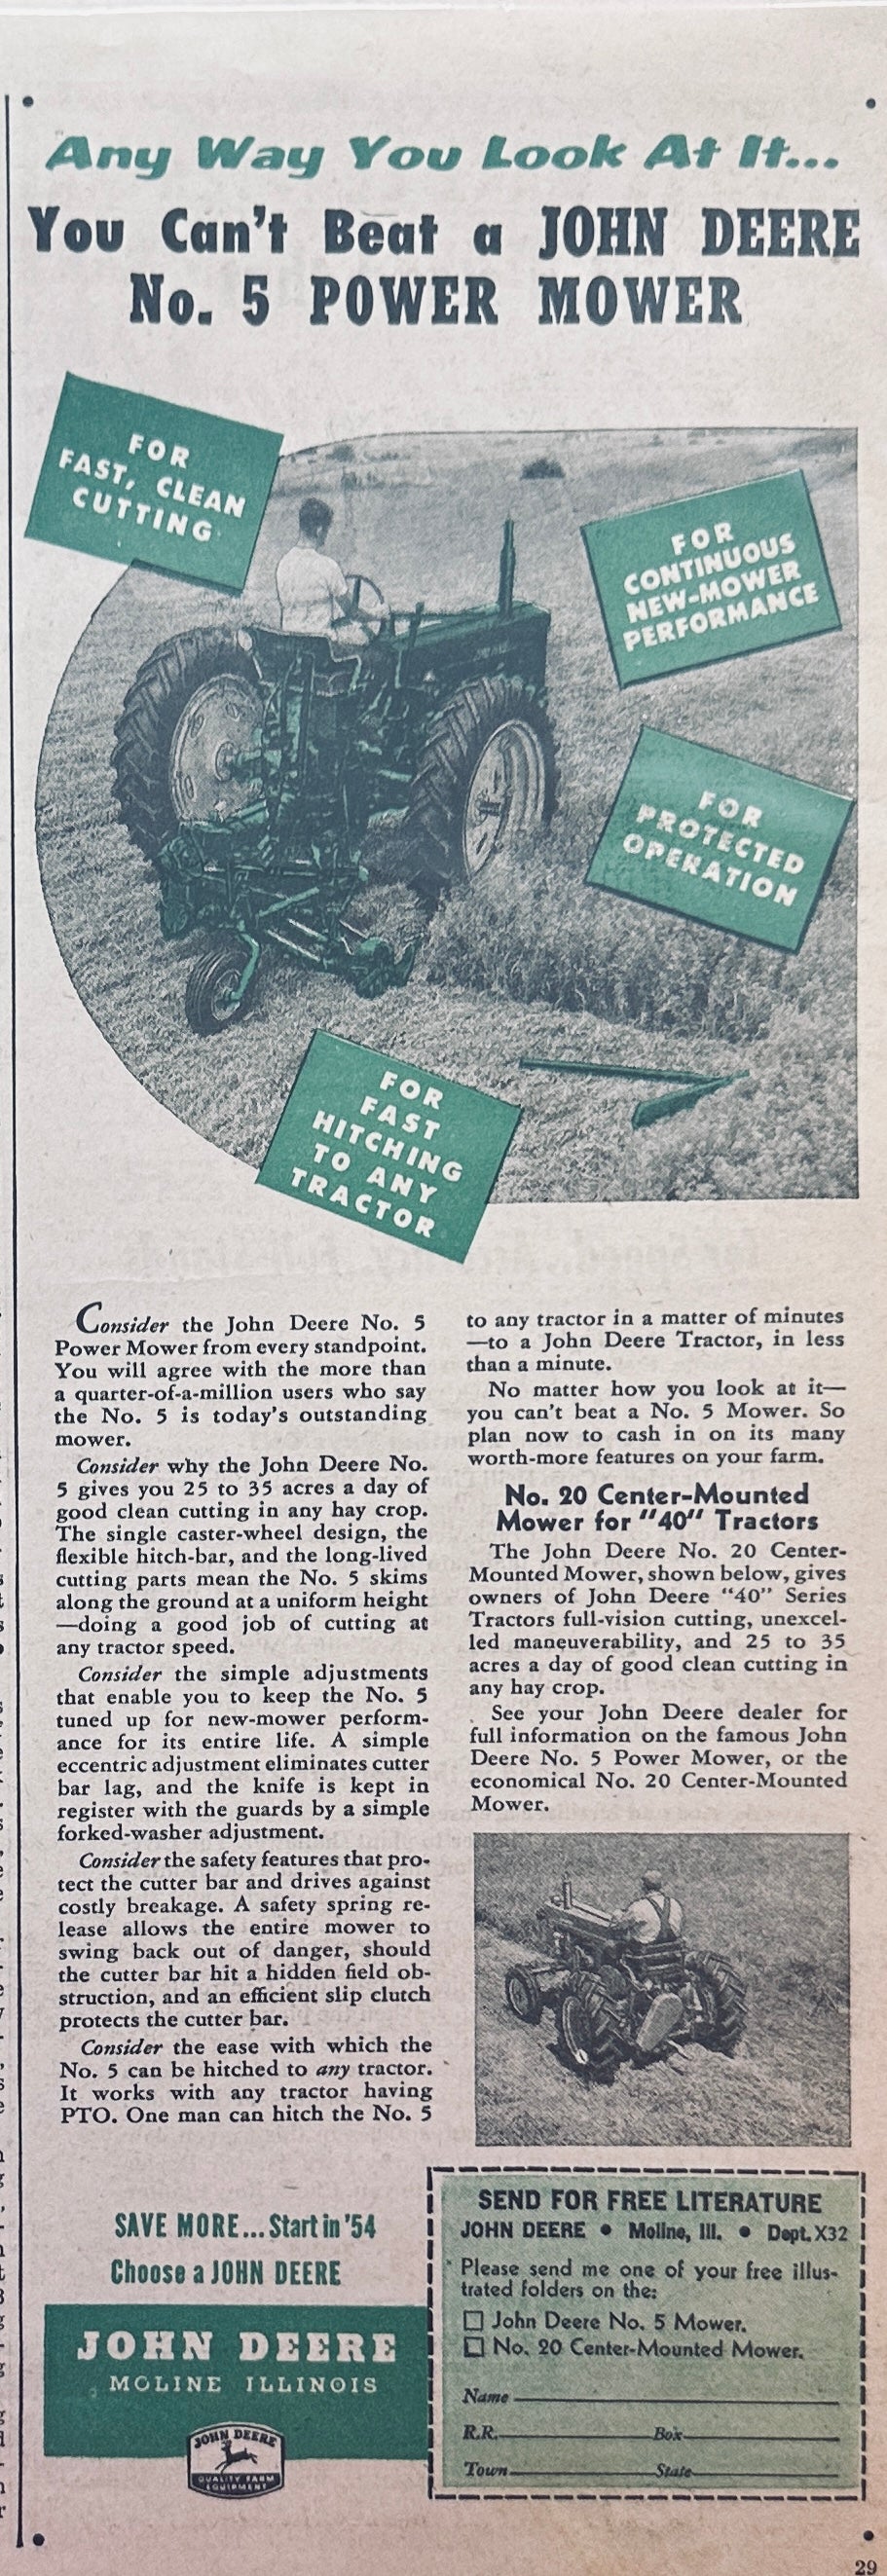 Any Way You Look At It...
You Can't Beat a JOHN DEERE
No. 5 POWER MOWER
FOR
FAST, CLEAN
CUTTING
FOR
CONTINUOUS
NEW-MOWER
PERFORMANCE
FOR
PROTECTED
OPERATION
FOR
FAST
HITCHING
TO ANY
TRACTOR
Consider the John Deere No. 5
Power Mower from every standpoint.
You will agree with the more than
a quarter-of-a-million users who say
the No. 5 is today's outstanding
mower.
Consider why the John Deere No.
5 gives you 25 to 35 acres a day of
good clean cutting in any hay crop.
The single caster-wheel design, the
flexible hitch-bar, and the long-lived
cutting parts mean the No. 5 skims
along the ground at a uniform height
—doing a good job of cutting at
any tractor speed.
Consider the simple adjustments
that enable you to keep the No. 5
tuned up for new-mower perform-
ance for its entire life. A simple
eccentric adjustment eliminates cutter
bar lag, and the knife is kept in
register with the guards by a simple
forked-washer adjustment.
Consider the safety features that pro-
tect the cutter bar and drives against
costly breakage. A safety spring re-
lease allows the entire mower to
swing back out of danger, should
the cutter bar hit a hidden field ob-
struction, and an efficient slip clutch
protects the cutter bar.
Consider the ease with which the
No. 5 can be hitched to any tractor.
It works with any tractor having
PTO. One man can hitch the No. 5
to any tractor in a matter of minutes
—to a John Deere Tractor, in less
than a minute.
No matter how you look at it—
you can't beat a No. 5 Mower. So
plan now to cash in on its many
worth-more features on your farm.
No. 20 Center-Mounted
Mower for "40" Tractors
The John Deere No. 20 Center-
Mounted Mower, shown below, gives
owners of John Deere "40" Series
Tractors full-vision cutting, unexcel-
led maneuverability, and 25 to 35
acres a day of good clean cutting in
any hay crop.
See your John Deere dealer for
full information on the famous John
Deere No. 5 Power Mower, or the
economical No. 20 Center-Mounted
Mower.
SAVE MORE... Start in '54
Choose a JOHN DEERE
JOHN DEERE
MOLINE ILLINOIS
JOHN DEERE
QUALITY FARM
EQUIPMENT
SEND FOR FREE LITERATURE
JOHN DEERE • Moline, Ill. • Dept. X32
Please send me one of your free illus-
trated folders on the:
☐ John Deere No. 5 Mower.
☐ No. 20 Center-Mounted Mower.
Name
R.R. Box
Town State
29